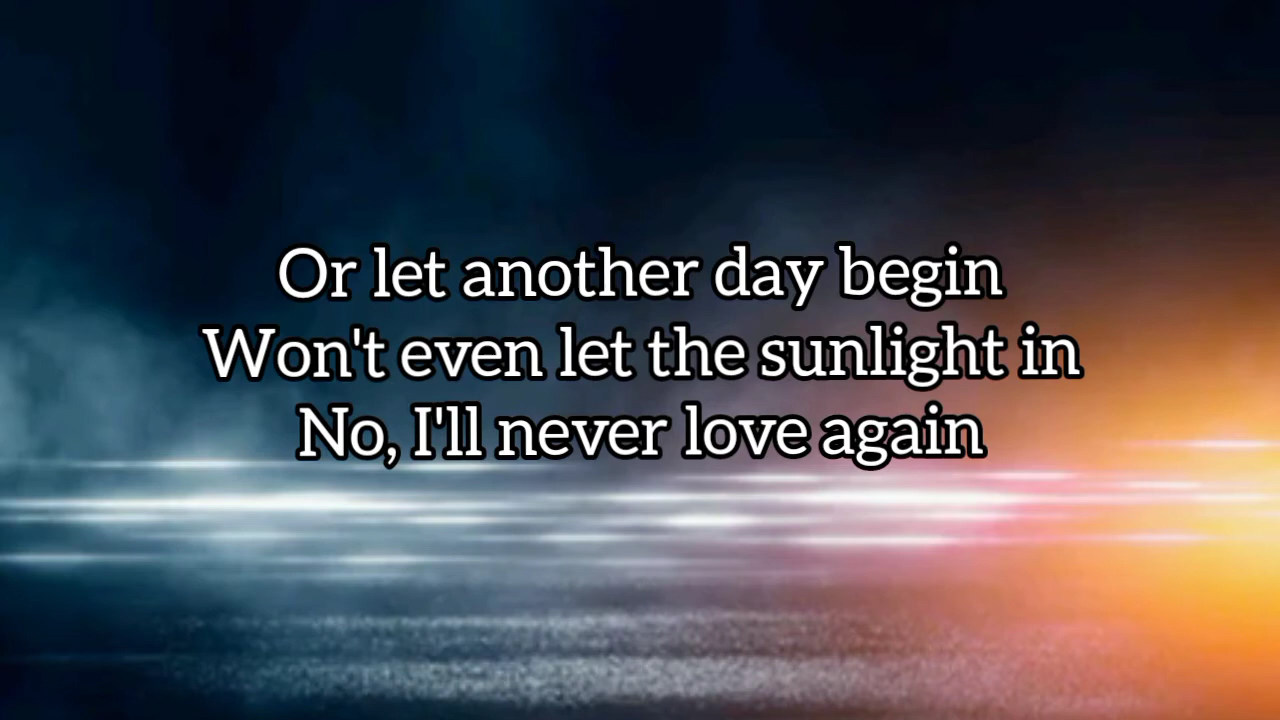 Or let another day begin
Won't even let the sunlight in
No, I'll never love again